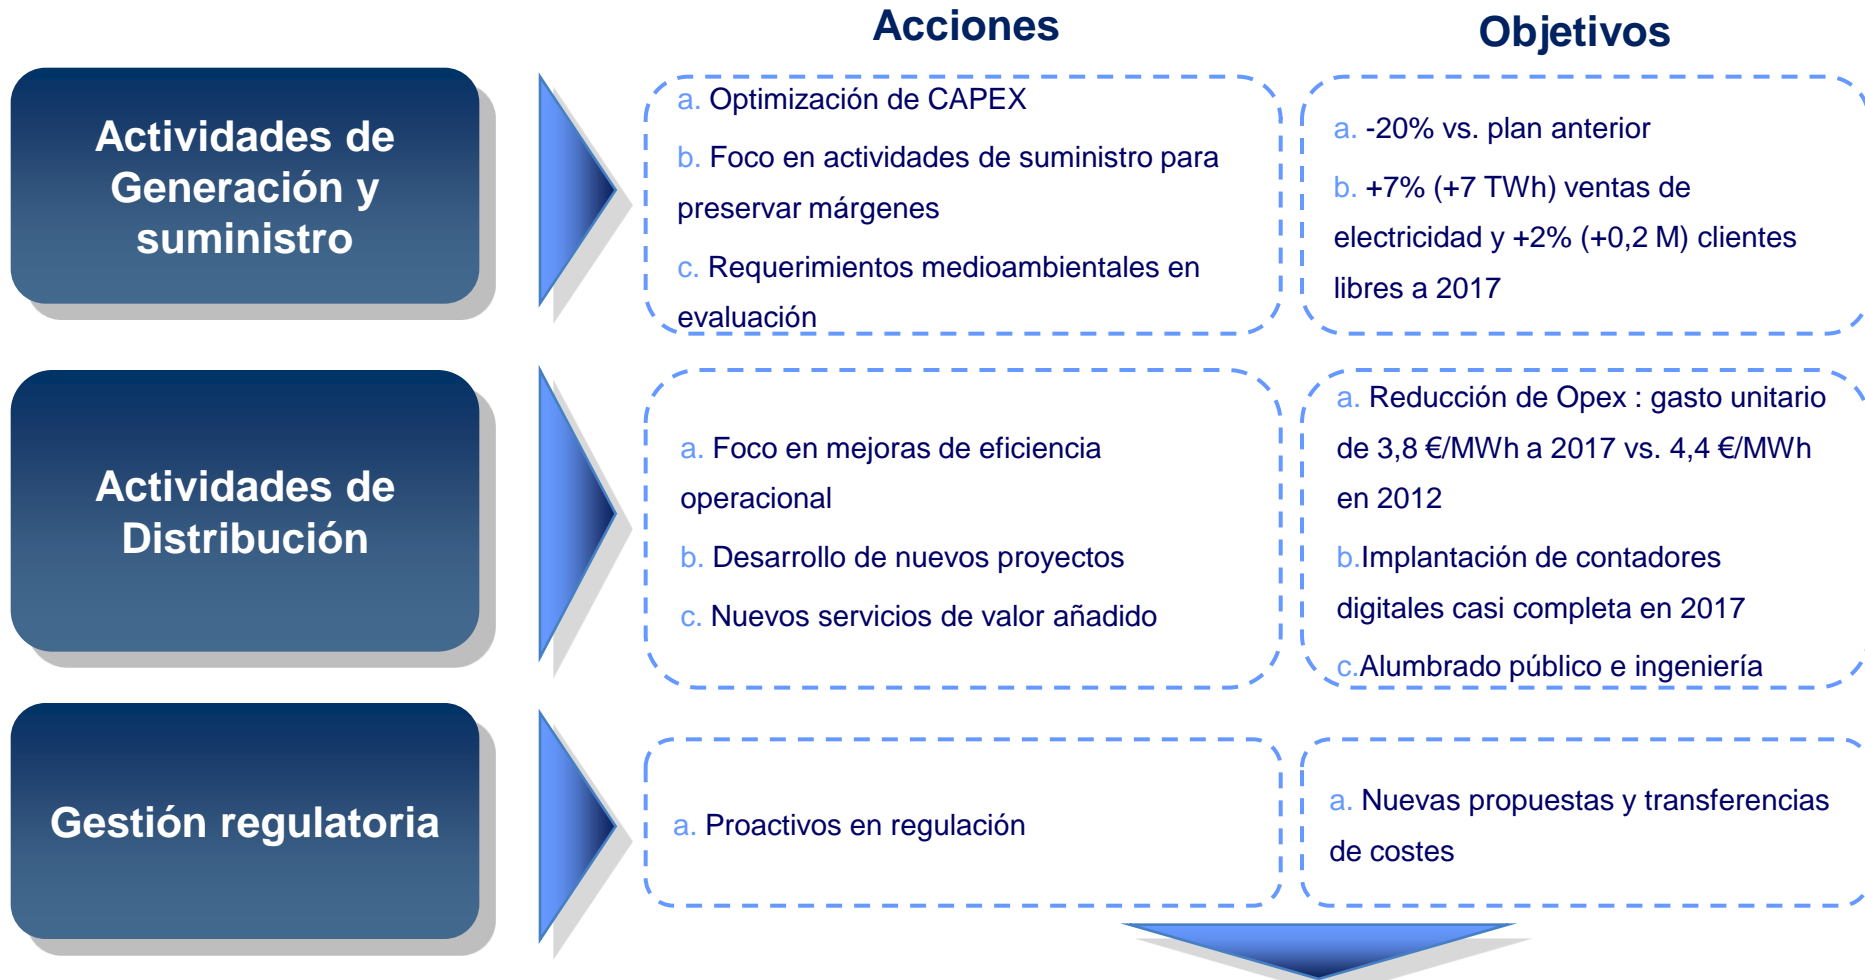 Acciones
Objetivos
Actividades de
Generación y
suministro
a. Optimización de CAPEX
b. Foco en actividades de suministro para
preservar márgenes
c. Requerimientos medioambientales en
evaluación
a. -20% vs. plan anterior
b. +7% (+7 TWh) ventas de
electricidad y +2% (+0,2 M) clientes
libres a 2017
Actividades de
Distribución
a. Foco en mejoras de eficiencia
operacional
b. Desarrollo de nuevos proyectos
c. Nuevos servicios de valor añadido
a. Reducción de Opex : gasto unitario
de 3,8 €/MWh a 2017 vs. 4,4 €/MWh
en 2012
b.Implantación de contadores
digitales casi completa en 2017
c.Alumbrado público e ingeniería
Gestión regulatoria
a. Proactivos en regulación
a. Nuevas propuestas y transferencias
de costes